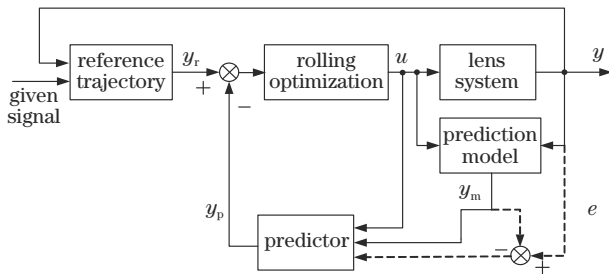 reference
trajectory
given
signal
y_r
+
−
rolling
optimization
u
lens
system
y
prediction
model
y_m
e
y_p
predictor
−
+